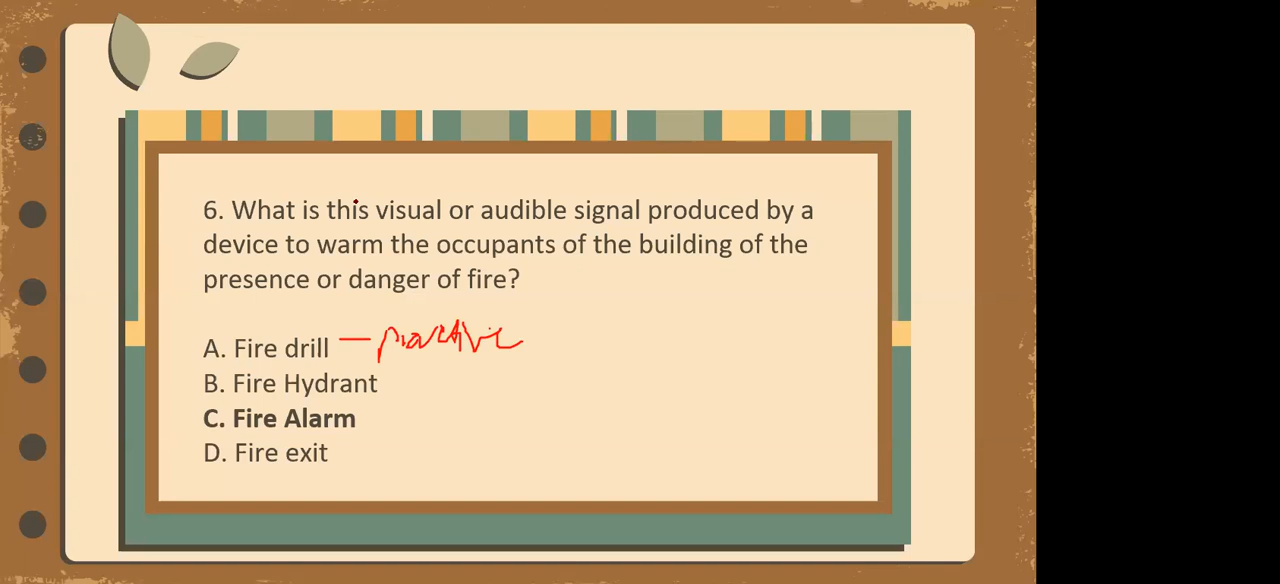 6. What is this visual or audible signal produced by a
device to warm the occupants of the building of the
presence or danger of fire?
A. Fire drill — practice
B. Fire Hydrant
C. Fire Alarm
D. Fire exit